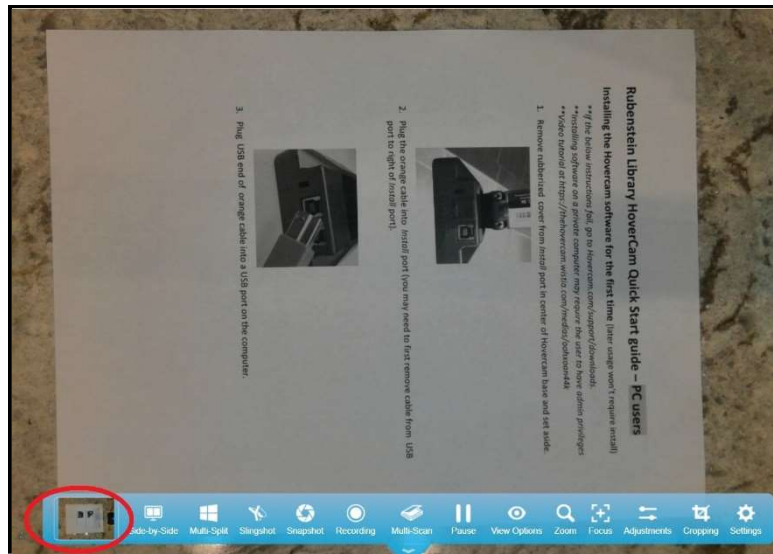 Rubenstein Library HoverCam Quick Start guide – PC users
Installing the Hovercam software for the first time (later usage won't require install)
**If the below instructions fail, go to Hovercam.com/support/downloads.
**Installing software on a private computer may require the user to have admin privileges
**Video tutorial at https://thehovercam.wistia.com/medias/oohxoan44k
1. Remove rubberised cover from Install port in center of Hovercam base and set aside.
2. Plug the orange cable into Install port (you may need to first remove cable from USB
port to right of Install port).
3. Plug USB end of orange cable into a USB port on the computer.
Side-by-Side Multi-Split Slingshot Snapshot Recording Multi-Scan Pause View Options Zoom Focus Adjustments Cropping Settings